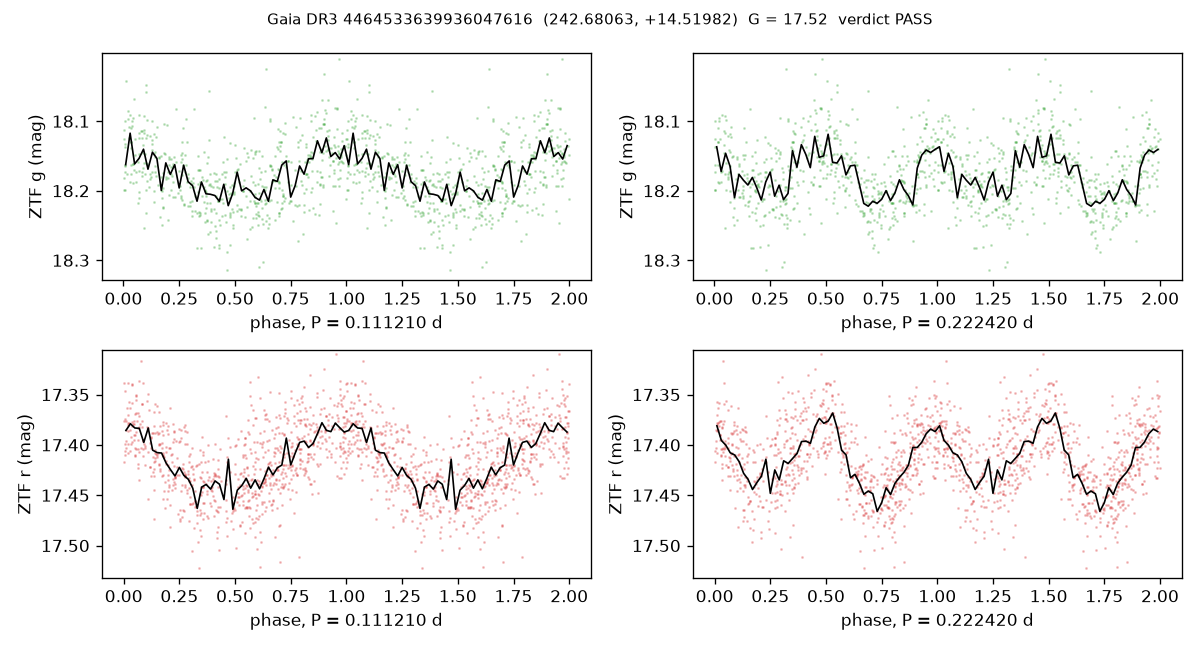 Gaia DR3 4464533639936047616  (242.68063, +14.51982)  G = 17.52  verdict PASS
ZTF g (mag)
18.1
18.2
18.3
0.00 0.25 0.50 0.75 1.00 1.25 1.50 1.75 2.00
phase, P = 0.111210 d
ZTF g (mag)
18.1
18.2
18.3
0.00 0.25 0.50 0.75 1.00 1.25 1.50 1.75 2.00
phase, P = 0.222420 d
ZTF r (mag)
17.35
17.40
17.45
17.50
0.00 0.25 0.50 0.75 1.00 1.25 1.50 1.75 2.00
phase, P = 0.111210 d
ZTF r (mag)
17.35
17.40
17.45
17.50
0.00 0.25 0.50 0.75 1.00 1.25 1.50 1.75 2.00
phase, P = 0.222420 d